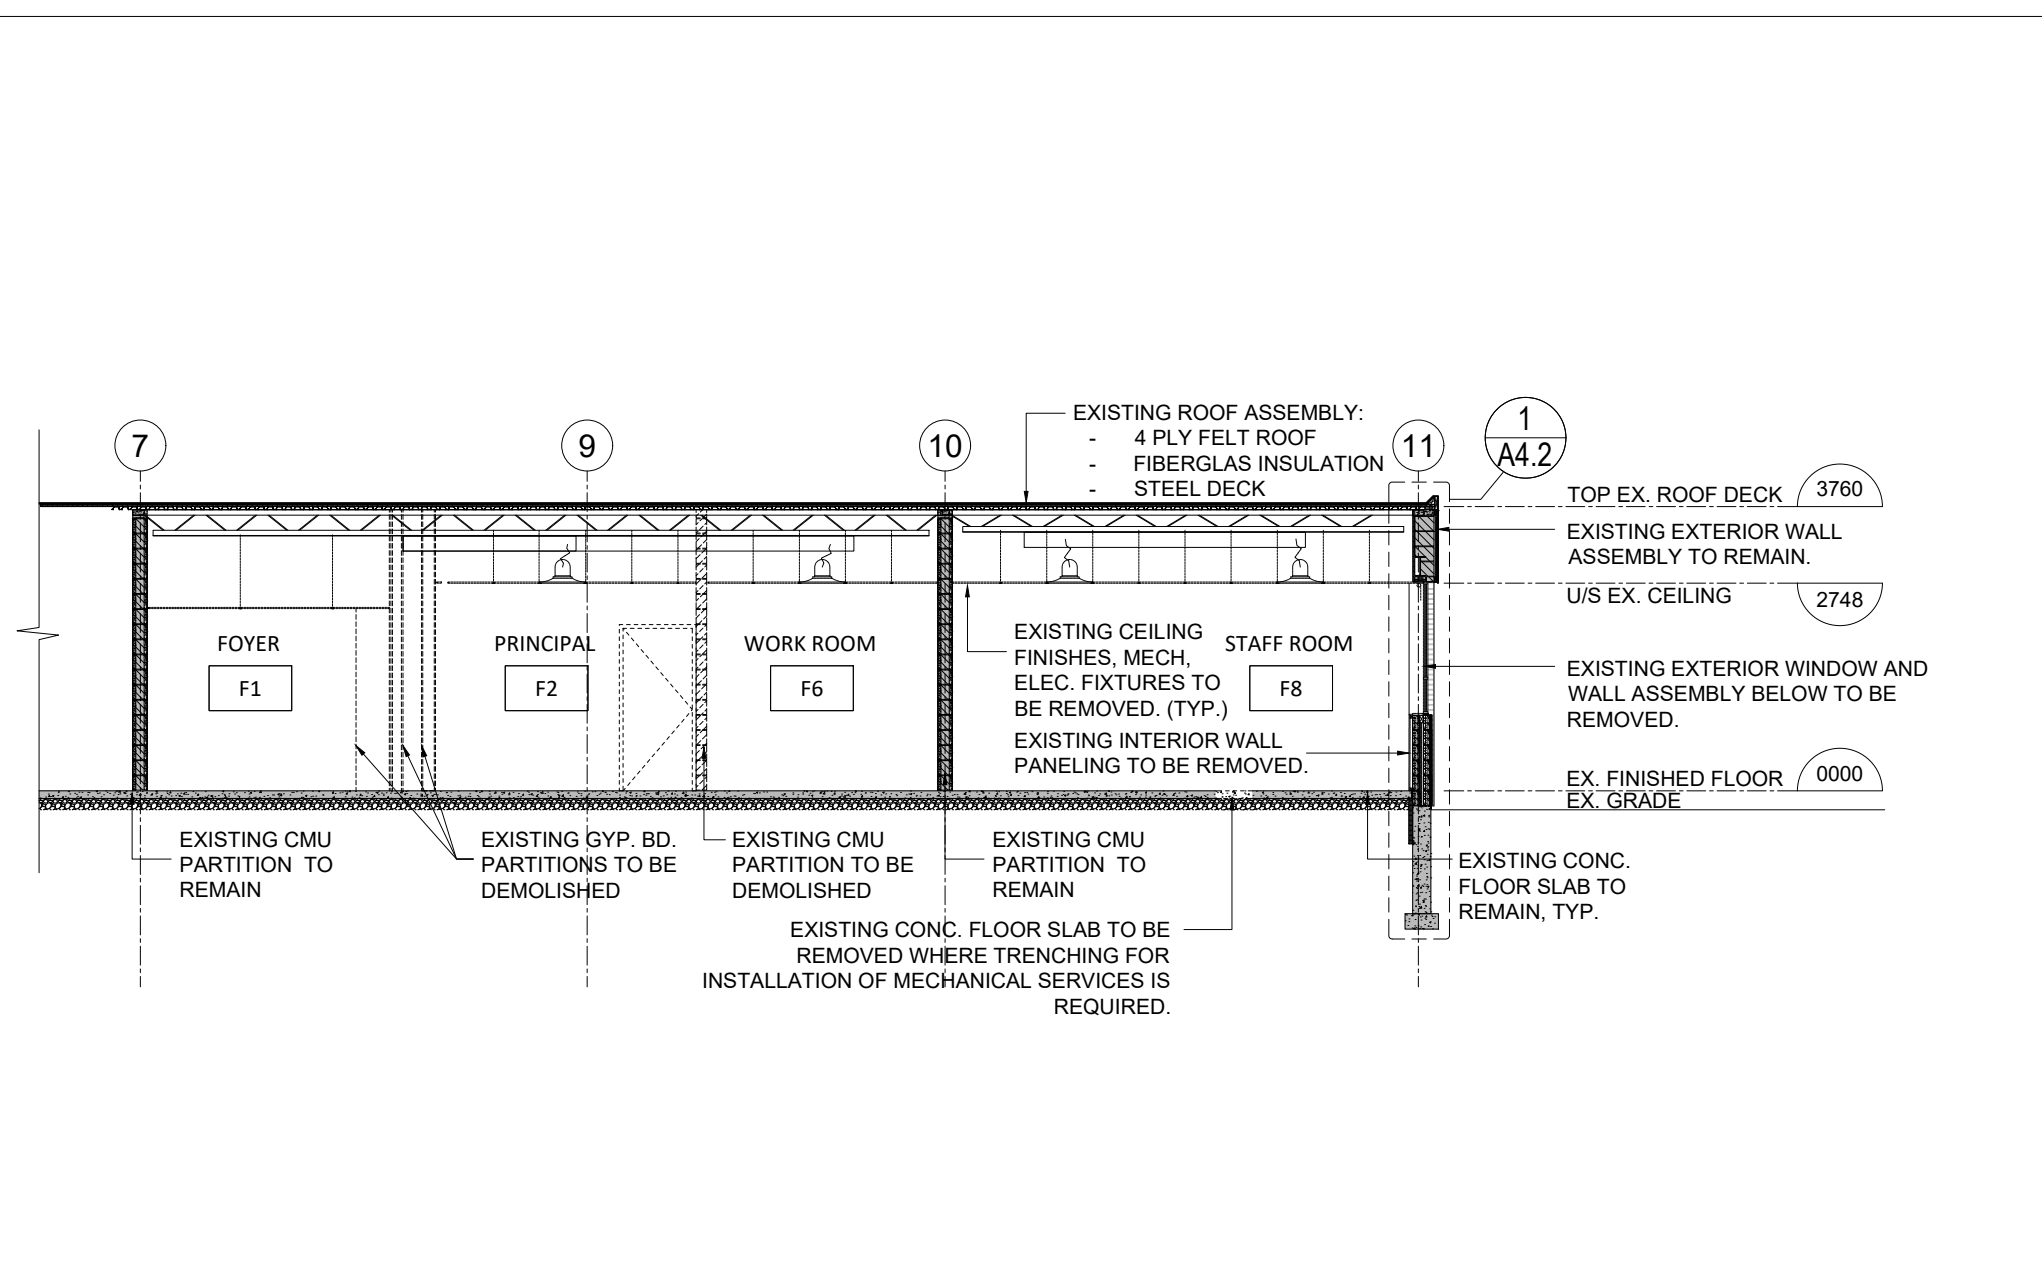 7
9
10
11
1
A4.2
EXISTING ROOF ASSEMBLY:
- 4 PLY FELT ROOF
- FIBERGLAS INSULATION
- STEEL DECK
TOP EX. ROOF DECK
3760
EXISTING EXTERIOR WALL
ASSEMBLY TO REMAIN.
U/S EX. CEILING
2748
FOYER
F1
PRINCIPAL
F2
WORK ROOM
F6
EXISTING CEILING
FINISHES, MECH,
ELEC. FIXTURES TO
BE REMOVED. (TYP.)
STAFF ROOM
F8
EXISTING EXTERIOR WINDOW AND
WALL ASSEMBLY BELOW TO BE
REMOVED.
EXISTING INTERIOR WALL
PANELING TO BE REMOVED.
EX. FINISHED FLOOR
0000
EX. GRADE
EXISTING CMU
PARTITION TO
REMAIN
EXISTING GYP. BD.
PARTITIONS TO BE
DEMOLISHED
EXISTING CMU
PARTITION TO BE
DEMOLISHED
EXISTING CMU
PARTITION TO
REMAIN
EXISTING CONC.
FLOOR SLAB TO
REMAIN, TYP.
EXISTING CONC. FLOOR SLAB TO BE
REMOVED WHERE TRENCHING FOR
INSTALLATION OF MECHANICAL SERVICES IS
REQUIRED.